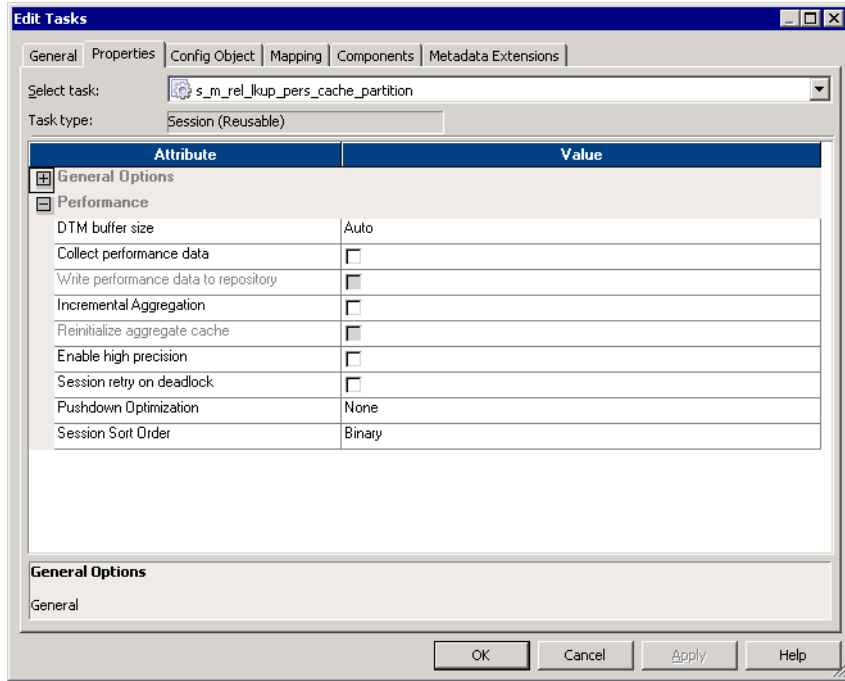 Edit Tasks
General Properties Config Object Mapping Components Metadata Extensions
Select task: s_m_rel_lkup_pers_cache_partition
Task type: Session (Reusable)
Attribute Value
General Options
Performance
DTM buffer size Auto
Collect performance data
Write performance data to repository
Incremental Aggregation
Reinitialize aggregate cache
Enable high precision
Session retry on deadlock
Pushdown Optimization None
Session Sort Order Binary
General Options
General
OK Cancel Apply Help